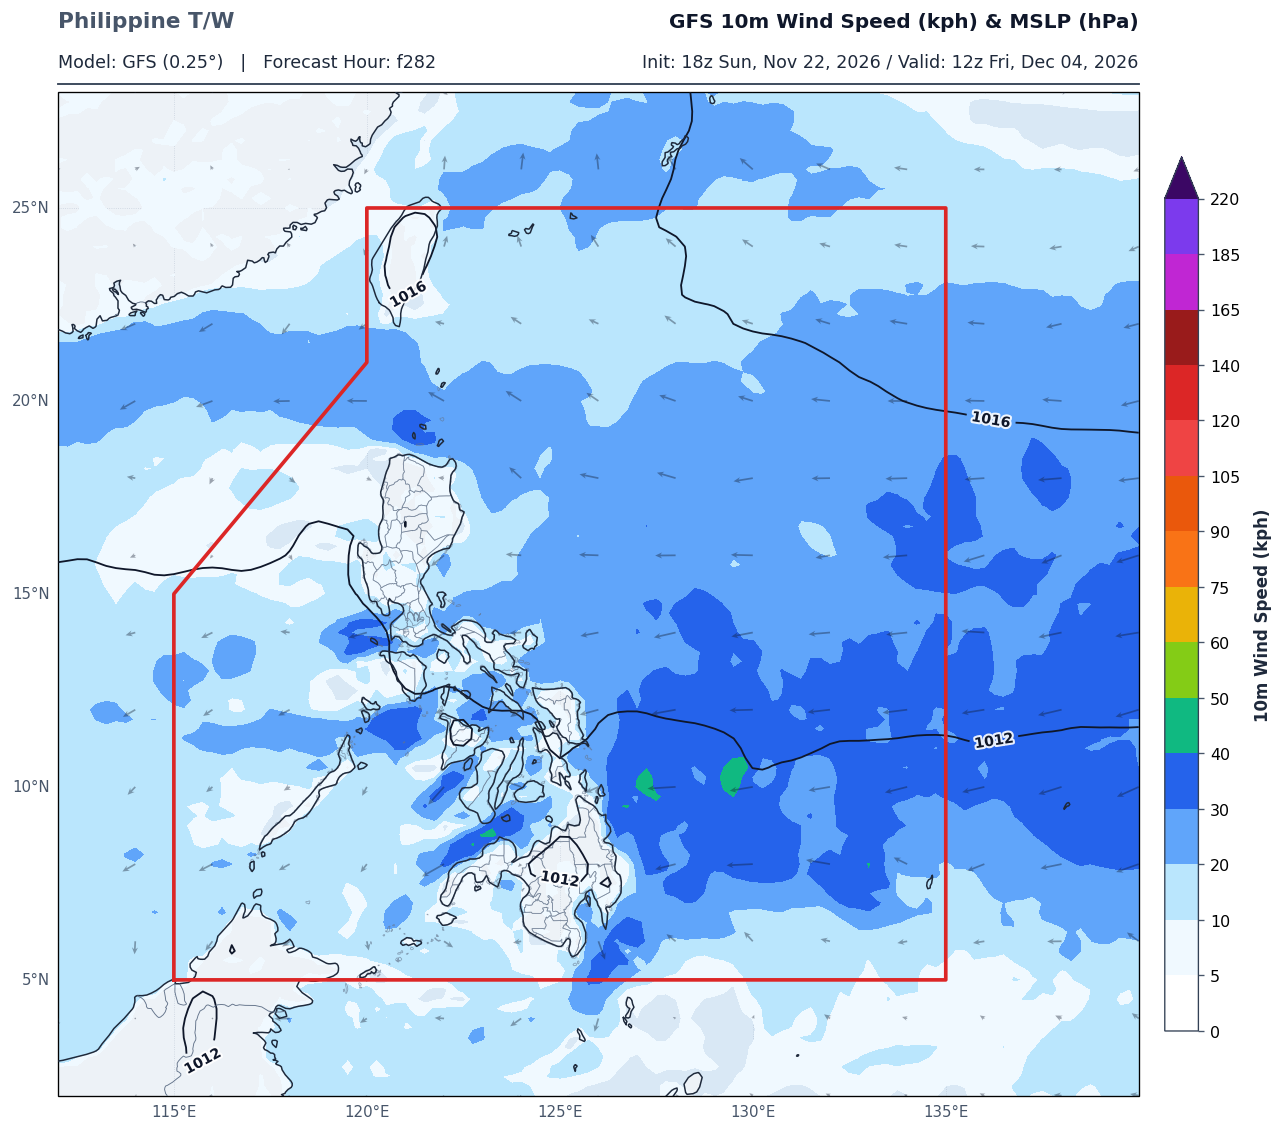 Philippine T/W
GFS 10m Wind Speed (kph) & MSLP (hPa)
Model: GFS (0.25°)   |   Forecast Hour: f282
Init: 18z Sun, Nov 22, 2026 / Valid: 12z Fri, Dec 04, 2026
25°N
20°N
15°N
10°N
5°N
115°E
120°E
125°E
130°E
135°E
1016
1016
1012
1012
1012
220
185
165
140
120
105
90
75
60
50
40
30
20
10
5
0
10m Wind Speed (kph)